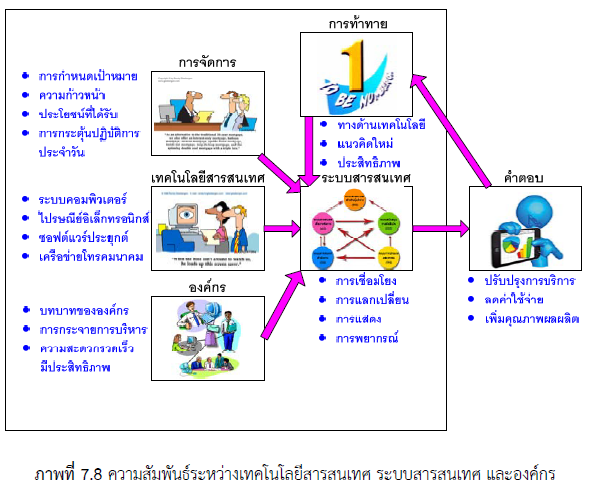 การท้าทาย
1
TO BE NUMBER
ทางด้านเทคโนโลยี
แนวคิดใหม่
ประสิทธิภาพ
การจัดการ
การกำหนดเป้าหมาย
ความก้าวหน้า
ประโยชน์ที่ได้รับ
การกระตุ้นปฏิบัติการ
ประจำวัน
เทคโนโลยีสารสนเทศ
ระบบคอมพิวเตอร์
ไปรษณีย์อิเล็กทรอนิกส์
ซอฟต์แวร์ประยุกต์
เครือข่ายโทรคมนาคม
องค์กร
บทบาทขององค์กร
การกระจายการบริหาร
ความสะดวกรวดเร็ว
มีประสิทธิภาพ
ระบบสารสนเทศ
การเชื่อมโยง
การแลกเปลี่ยน
การแสดง
การพยากรณ์
คำตอบ
ปรับปรุงการบริการ
ลดค่าใช้จ่าย
เพิ่มคุณภาพผลผลิต
ภาพที่ 7.8 ความสัมพันธ์ระหว่างเทคโนโลยีสารสนเทศ ระบบสารสนเทศ และองค์กร